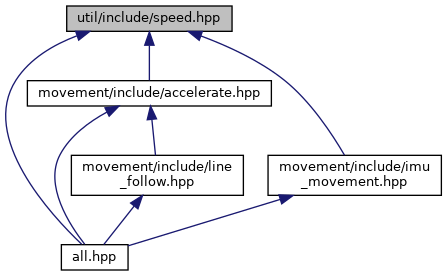 util/include/speed.hpp
movement/include/accelerate.hpp
movement/include/line
_follow.hpp
movement/include/imu
_movement.hpp
all.hpp